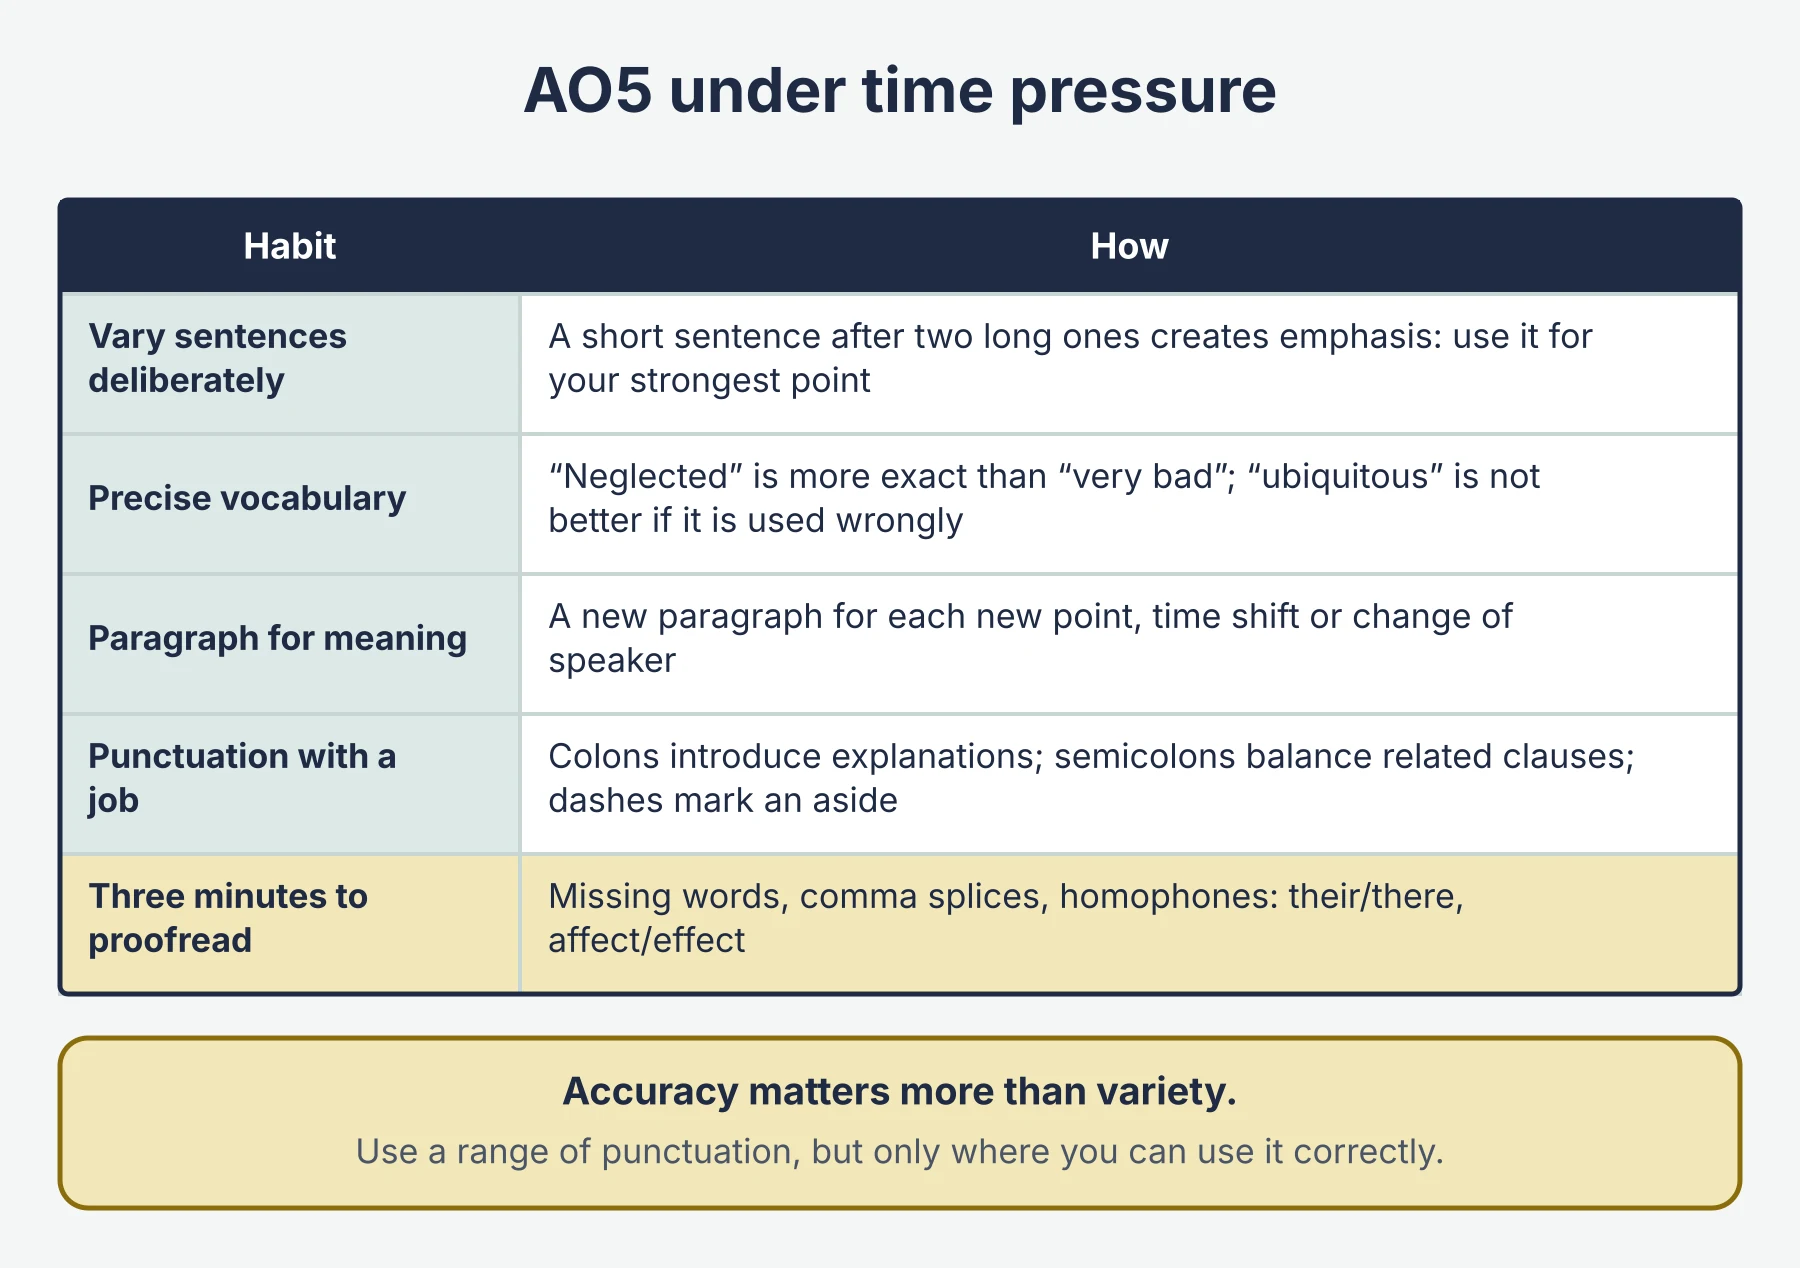 AO5 under time pressure
Habit
How
Vary sentences
deliberately
A short sentence after two long ones creates emphasis: use it for
your strongest point
Precise vocabulary
“Neglected” is more exact than “very bad”; “ubiquitous” is not
better if it is used wrongly
Paragraph for meaning
A new paragraph for each new point, time shift or change of
speaker
Punctuation with a
job
Colons introduce explanations; semicolons balance related clauses;
dashes mark an aside
Three minutes to
proofread
Missing words, comma splices, homophones: their/there,
affect/effect
Accuracy matters more than variety.
Use a range of punctuation, but only where you can use it correctly.